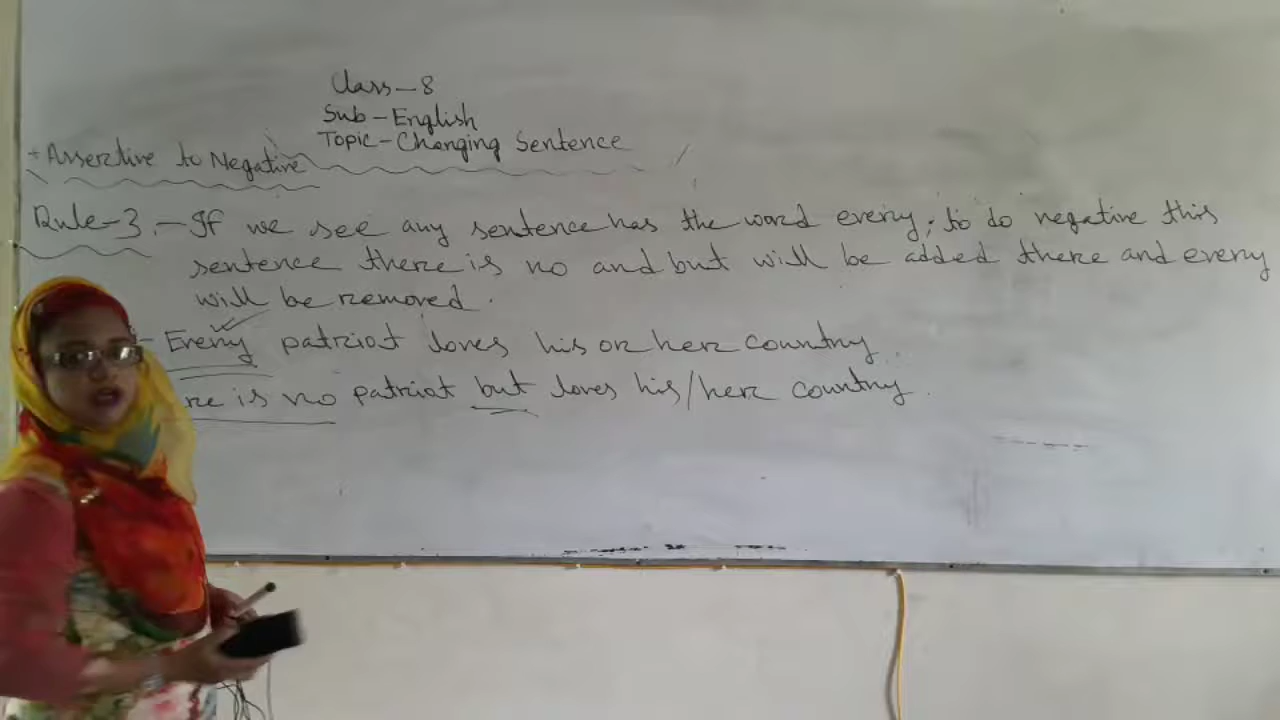 Class-8
Sub-English
Topic-Changing Sentence
Assertive to Negative
Rule-3.-If we see any sentence has the word every, to do negative this
sentence there is no and but will be added there and every
will be removed.
- Every patriot loves his or her country.
re is no patriot but loves his/her country.